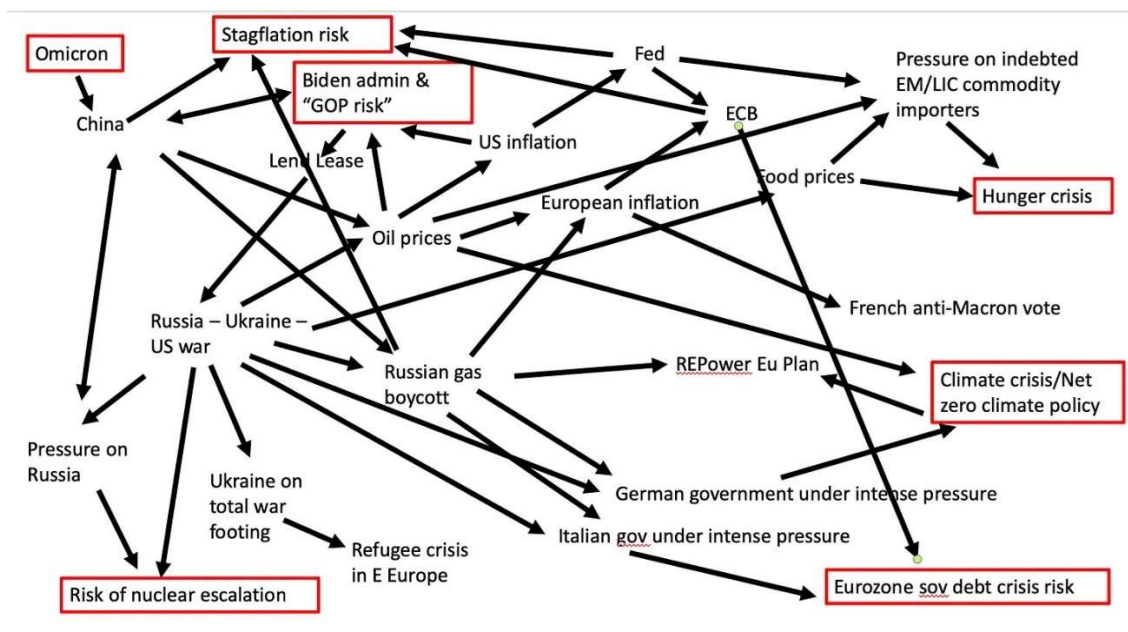 Stagflation risk
Omicron
Fed
Biden admin &
“GOP risk”
Pressure on indebted
EM/LIC commodity
importers
China
ECB
US inflation
Lend Lease
Food prices
Hunger crisis
European inflation
Oil prices
French anti-Macron vote
Russia – Ukraine –
US war
Russian gas
boycott
REPower Eu Plan
Climate crisis/Net
zero climate policy
Pressure on
Russia
Ukraine on
total war
footing
German government under intense pressure
Italian gov under intense pressure
Refugee crisis
in E Europe
Risk of nuclear escalation
Eurozone sov debt crisis risk